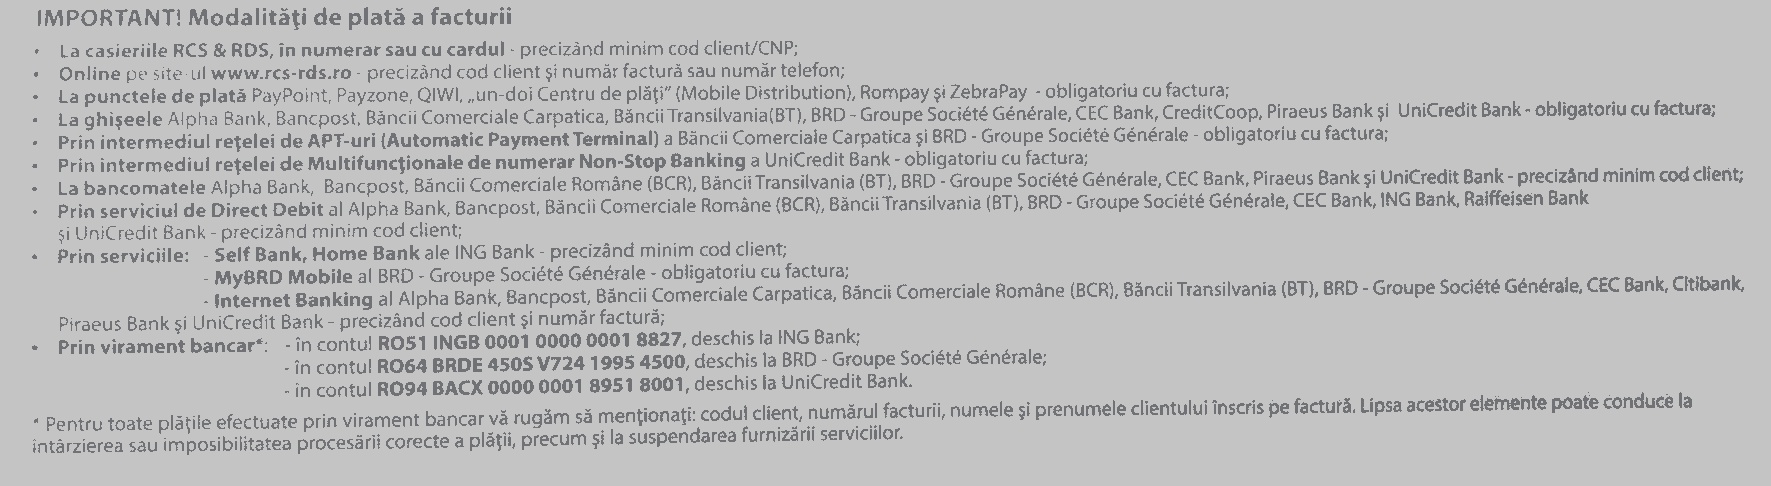 IMPORTANT! Modalităţi de plată a facturii
• La casieriile RCS & RDS, în numerar sau cu cardul - precizând minim cod client/CNP;
• Online pe site-ul www.rcs-rds.ro - precizând cod client şi număr factură sau număr telefon;
• La punctele de plată PayPoint, Payzone, QIWI, „un-doi Centru de plăţi” (Mobile Distribution), Rompay şi ZebraPay - obligatoriu cu factura;
• La ghişeele Alpha Bank, Bancpost, Băncii Comerciale Carpatica, Băncii Transilvania(BT), BRD - Groupe Société Générale, CEC Bank, CreditCoop, Piraeus Bank şi UniCredit Bank - obligatoriu cu factura;
• Prin intermediul reţelei de APT-uri (Automatic Payment Terminal) a Băncii Comerciale Carpatica şi BRD - Groupe Société Générale - obligatoriu cu factura;
• Prin intermediul reţelei de Multifuncţionale de numerar Non-Stop Banking a UniCredit Bank - obligatoriu cu factura;
• La bancomatele Alpha Bank, Bancpost, Băncii Comerciale Române (BCR), Băncii Transilvania (BT), BRD - Groupe Société Générale, CEC Bank, Piraeus Bank şi UniCredit Bank - precizând minim cod client;
• Prin serviciul de Direct Debit al Alpha Bank, Bancpost, Băncii Comerciale Române (BCR), Băncii Transilvania (BT), BRD - Groupe Société Générale, CEC Bank, ING Bank, Raiffeisen Bank
şi UniCredit Bank - precizând minim cod client;
• Prin serviciile: - Self Bank, Home Bank ale ING Bank - precizând minim cod client;
- MyBRD Mobile al BRD - Groupe Société Générale - obligatoriu cu factura;
- Internet Banking al Alpha Bank, Bancpost, Băncii Comerciale Carpatica, Băncii Comerciale Române (BCR), Băncii Transilvania (BT), BRD - Groupe Société Générale, CEC Bank, Citibank,
Piraeus Bank şi UniCredit Bank - precizând cod client şi număr factură;
• Prin virament bancar*: - în contul RO51 INGB 0001 0000 0001 8827, deschis la ING Bank;
- în contul RO64 BRDE 450S V724 1995 4500, deschis la BRD - Groupe Société Générale;
- în contul RO94 BACX 0000 0001 8951 8001, deschis la UniCredit Bank.
* Pentru toate plăţile efectuate prin virament bancar vă rugăm să menţionaţi: codul client, numărul facturii, numele şi prenumele clientului înscris pe factură. Lipsa acestor elemente poate conduce la
întârzierea sau imposibilitatea procesării corecte a plăţii, precum şi la suspendarea furnizării serviciilor.